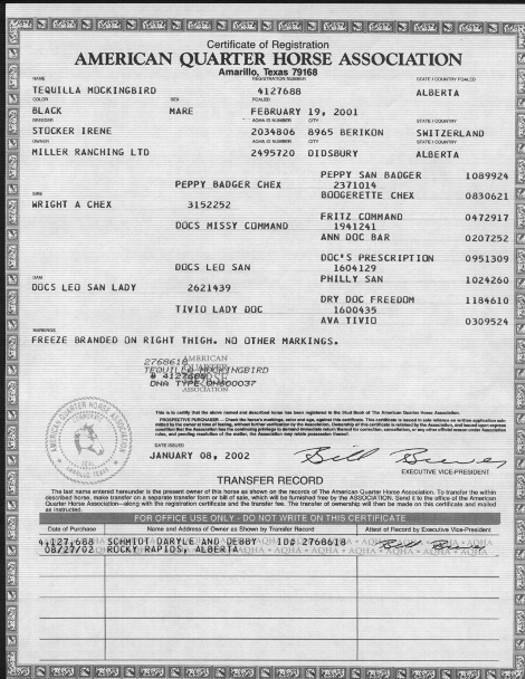 Certificate of Registration
AMERICAN QUARTER HORSE ASSOCIATION
Amarillo, Texas 79168
NAME REGISTRATION NUMBER STATE / COUNTRY FOALED
TEQUILLA MOCKINGBIRD 4127688 ALBERTA
COLOR SEX FOALED
BLACK MARE FEBRUARY 19, 2001
BREEDER AQHA ID NUMBER CITY STATE / COUNTRY
STOCKER IRENE 2034806 8965 BERIKON SWITZERLAND
OWNER AQHA ID NUMBER CITY STATE / COUNTRY
MILLER RANCHING LTD 2495720 DIDSBURY ALBERTA
PEPPY SAN BADGER 1089924
PEPPY BADGER CHEX 2371014
BODGERETTE CHEX 0830621
SIRE
WRIGHT A CHEX 3152252
FRITZ COMMAND 0472917
DOCS MISSY COMMAND 1941241
ANN DOC BAR 0207252
DOC'S PRESCRIPTION 0951309
DOCS LEO SAN 1604129
PHILLY SAN 1024260
DAM
DOCS LEO SAN LADY 2621439
DRY DOC FREEDOM 1184610
TIVIO LADY DOC 1600435
AVA TIVIO 0309524
MARKINGS
FREEZE BRANDED ON RIGHT THIGH. NO OTHER MARKINGS.
2768618 AMERICAN
TEQUILLA MOCKINGBIRD
# 4127688
DNA TYPE
ASSOCIATION
AMERICAN QUARTER HORSE ASSOCIATION
This is to certify that the above named and described horse has been registered in the Stud Book of The American Quarter Horse Association.
DATE ISSUED:
JANUARY 08, 2002
EXECUTIVE VICE-PRESIDENT
TRANSFER RECORD
The last name entered hereunder is the present owner of this horse as shown on the records of The American Quarter Horse Association. To transfer the within
described horse, make transfer on a separate transfer form or bill of sale, which will be furnished free by the ASSOCIATION. Send it to the office of the American
Quarter Horse Association—along with the registration certificate and the transfer fee. The transfer of ownership will then be made on this certificate and mailed
as instructed.
FOR OFFICE USE ONLY - DO NOT WRITE ON THIS CERTIFICATE
Date of Purchase Name and Address of Owner as Shown by Transfer Record Attest of Record by Executive Vice-President
4,127,688 SCHMIDT DARYLE AND DEBBY ID# 2768618
08/27/02 ROCKY RAPIDS, ALBERTA